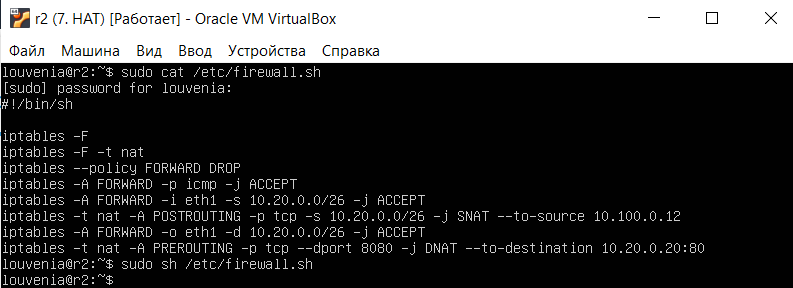 r2 (7. НАТ) [Работает] - Oracle VM VirtualBox
Файл Машина Вид Ввод Устройства Справка
louvenia@r2:~$ sudo cat /etc/firewall.sh
[sudo] password for louvenia:
#!/bin/sh
iptables -F
iptables -F -t nat
iptables --policy FORWARD DROP
iptables -A FORWARD -p icmp -j ACCEPT
iptables -A FORWARD -i eth1 -s 10.20.0.0/26 -j ACCEPT
iptables -t nat -A POSTROUTING -p tcp -s 10.20.0.0/26 -j SNAT --to-source 10.100.0.12
iptables -A FORWARD -o eth1 -d 10.20.0.0/26 -j ACCEPT
iptables -t nat -A PREROUTING -p tcp --dport 8080 -j DNAT --to-destination 10.20.0.20:80
louvenia@r2:~$ sudo sh /etc/firewall.sh
louvenia@r2:~$